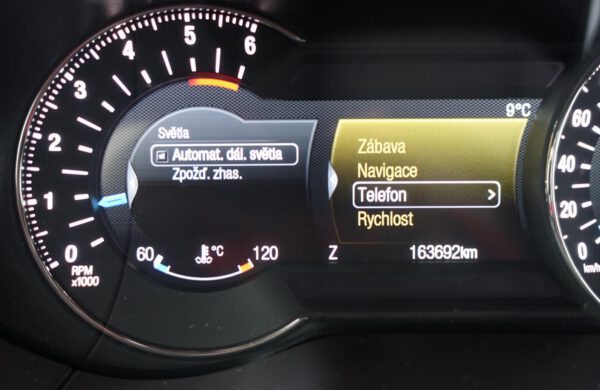 6
5
4
3
2
1
0
RPM
x1000
Světla
Automat. dál. světla
Zpožď. zhas.
60 °C 120
9°C
Zábava
Navigace
Telefon >
Rychlost
Z 163692km
60
40
20
0
km/h